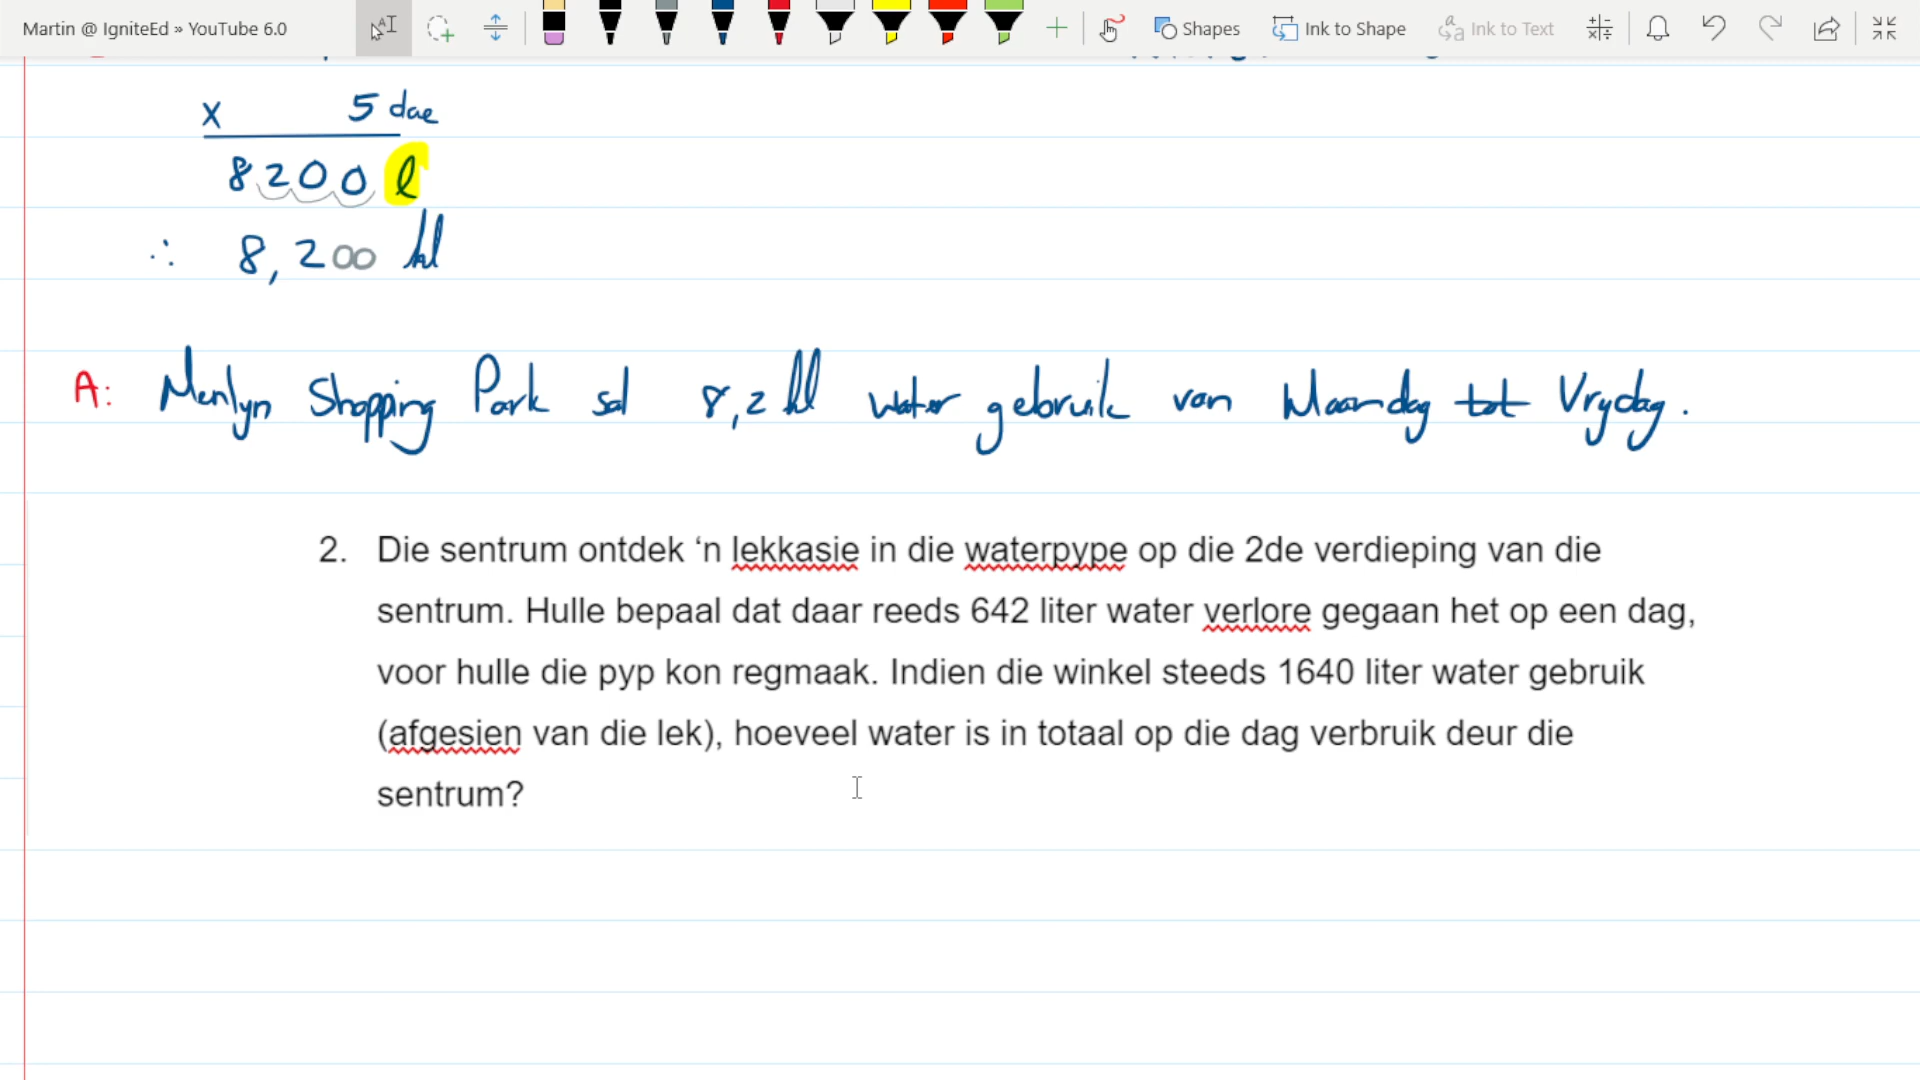 Martin @ IgniteEd » YouTube 6.0
Shapes
Ink to Shape
Ink to Text
x 5 dae
8200 l
∴ 8,200 kl
A: Menlyn Shopping Park sal 8,2 kl water gebruik van Maandag tot Vrydag.
2. Die sentrum ontdek ‘n lekkasie in die waterpype op die 2de verdieping van die
sentrum. Hulle bepaal dat daar reeds 642 liter water verlore gegaan het op een dag,
voor hulle die pyp kon regmaak. Indien die winkel steeds 1640 liter water gebruik
(afgesien van die lek), hoeveel water is in totaal op die dag verbruik deur die
sentrum?